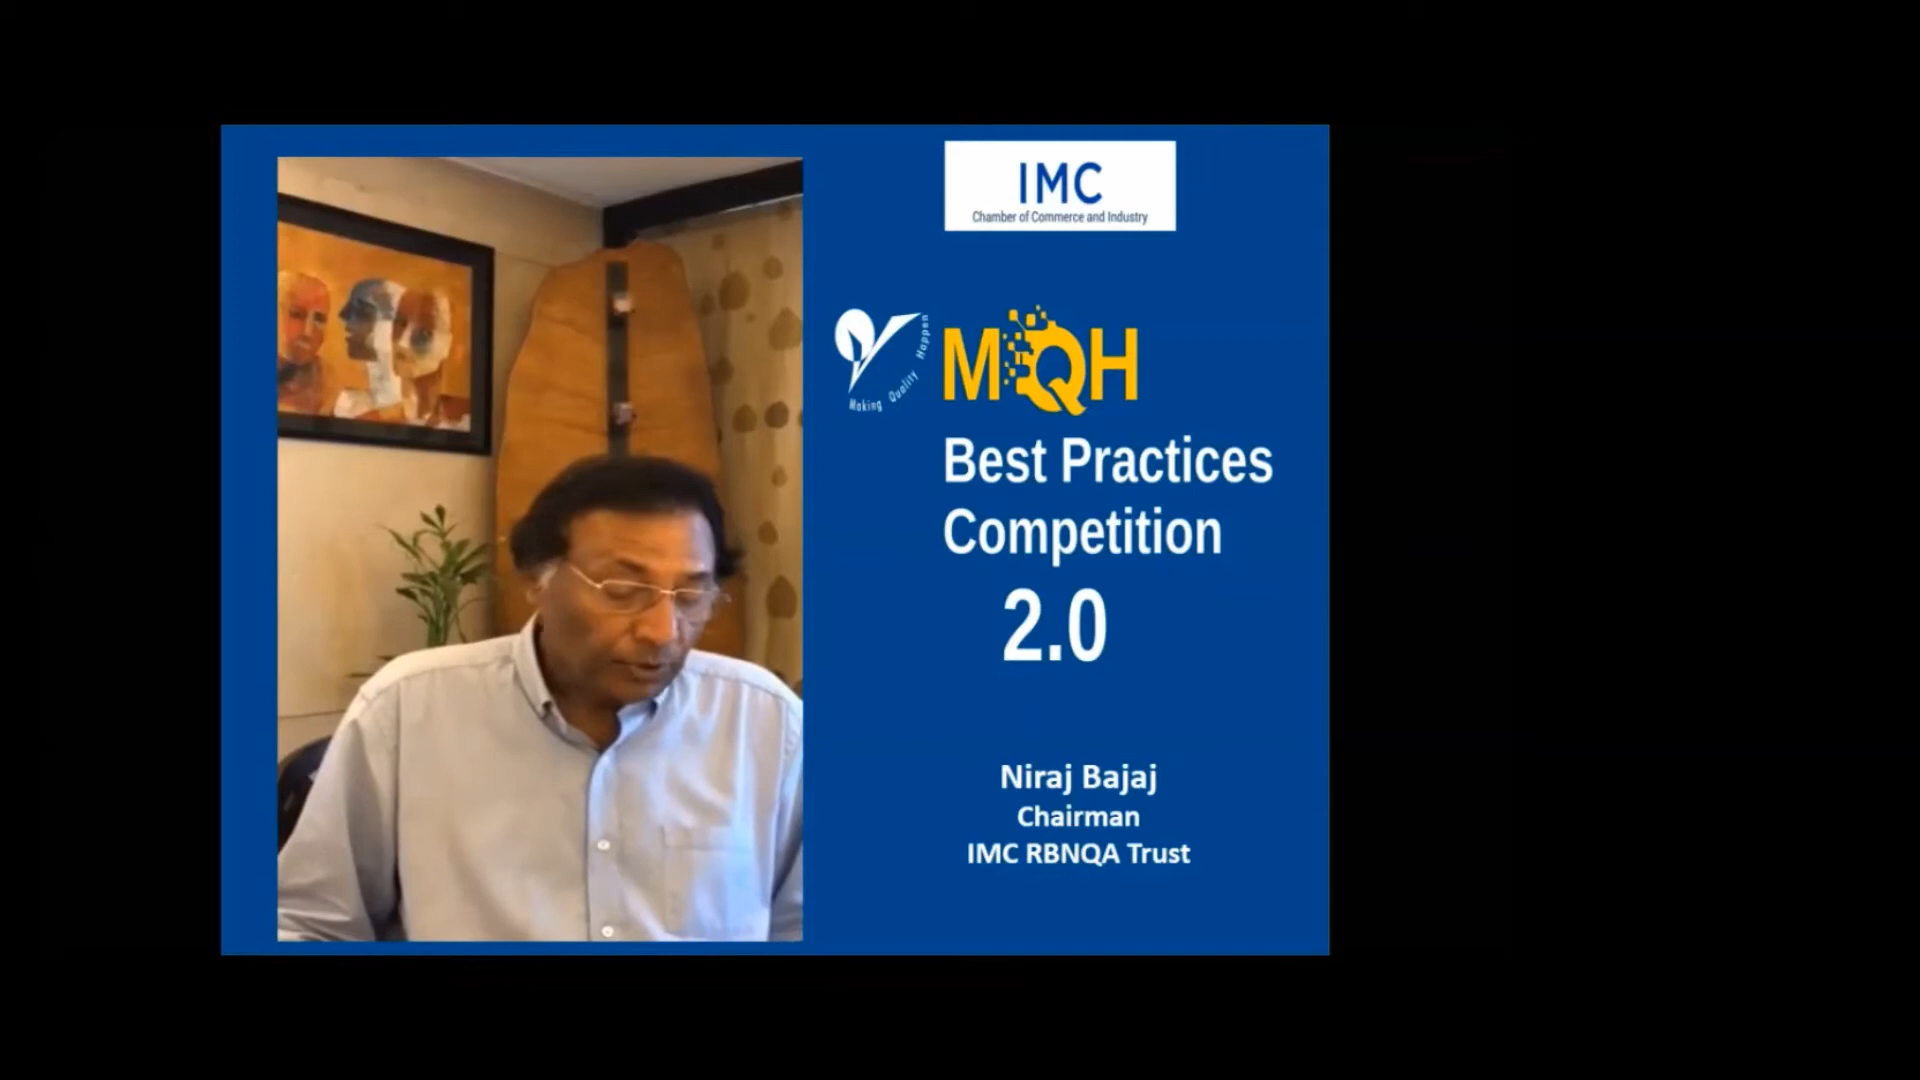 IMC
Chamber of Commerce and Industry
Making Quality Happen
MQH
Best Practices
Competition
2.0
Niraj Bajaj
Chairman
IMC RBNQA Trust